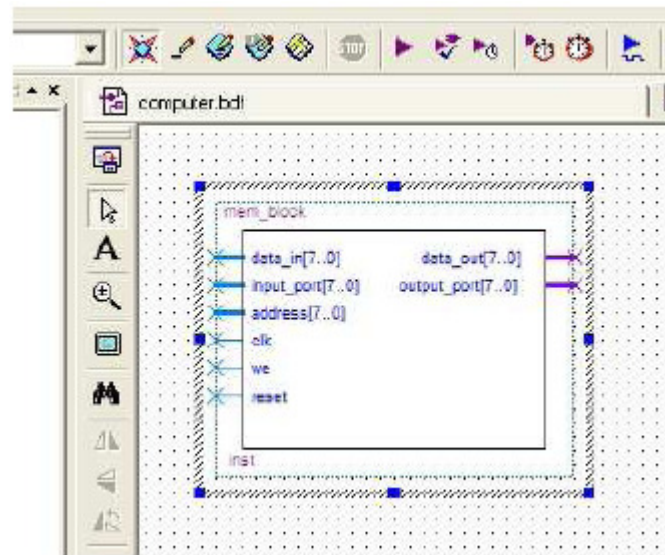 STOP
computer.bdf
mem_block
data_in[7..0] data_out[7..0]
input_port[7..0] output_port[7..0]
address[7..0]
clk
we
reset
inst
A